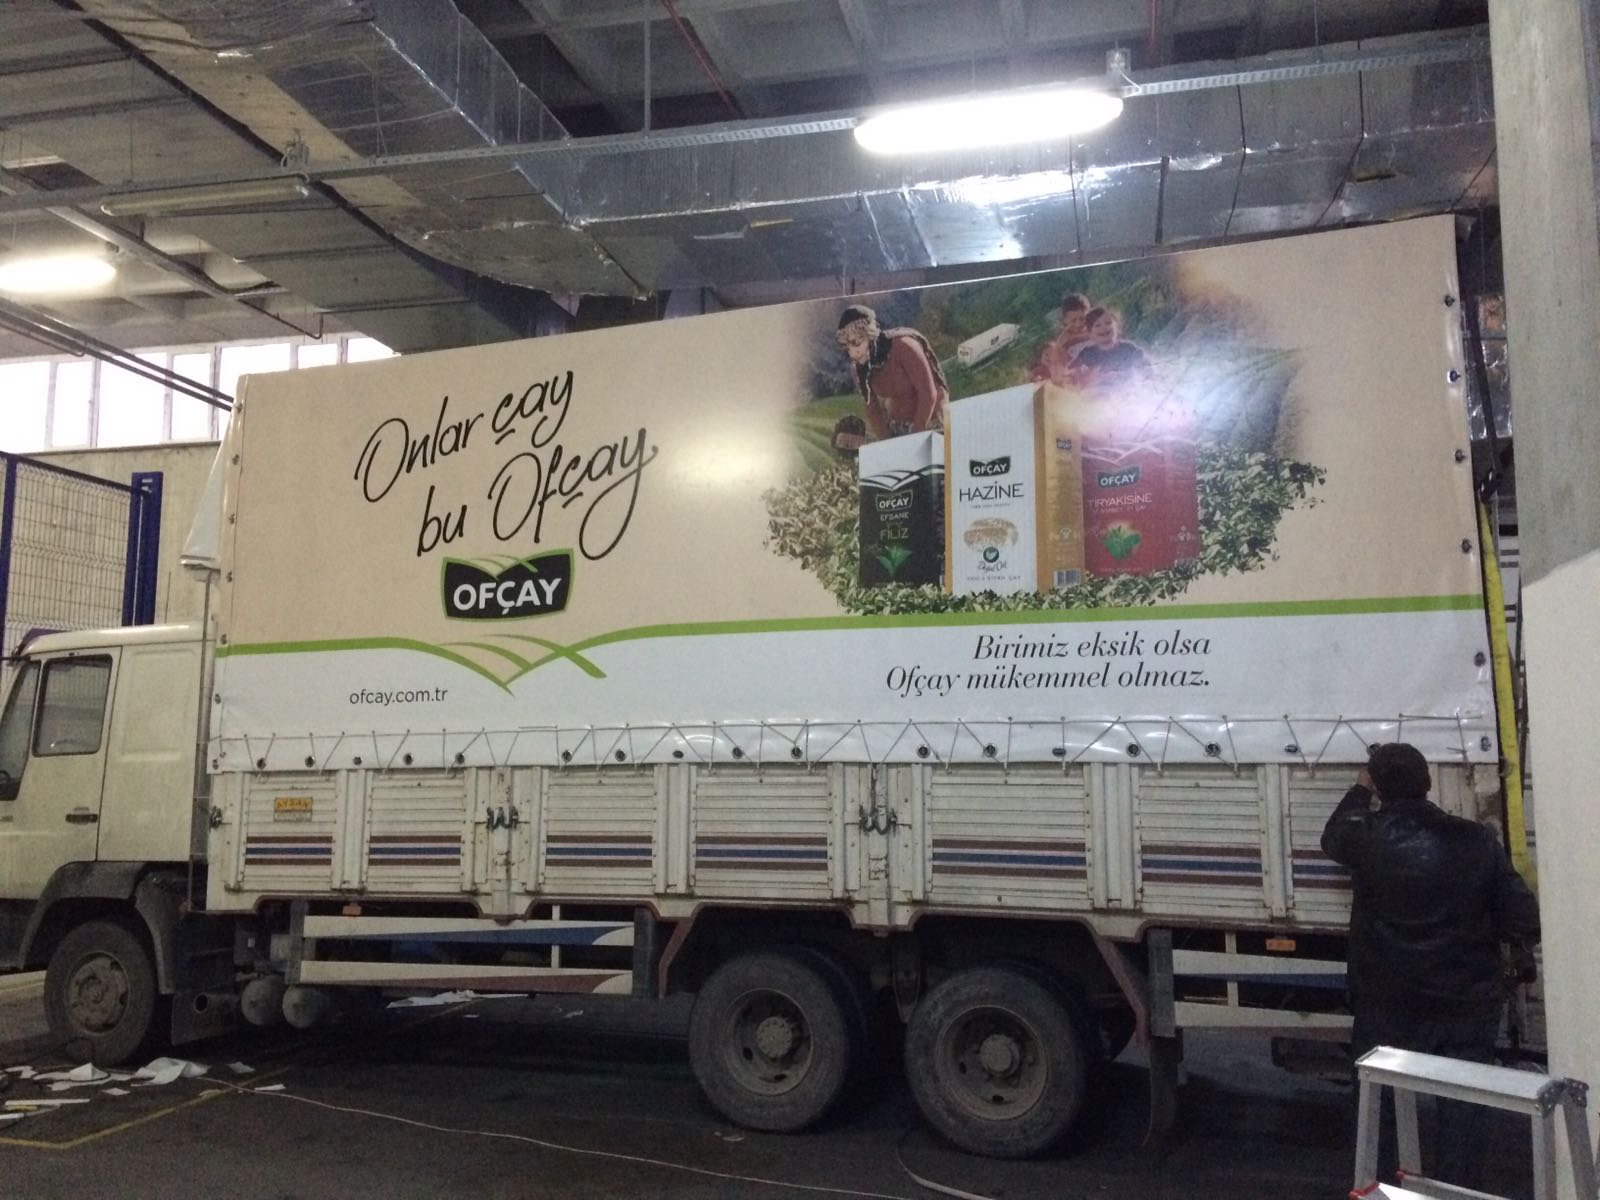 Onlar çay
bu Ofçay
OFÇAY
ofcay.com.tr
OFÇAY
EFSANE
FİLİZ
OFÇAY
HAZİNE
OFÇAY
TİRYAKİSİNE
Birimiz eksik olsa
Ofçay mükemmel olmaz.